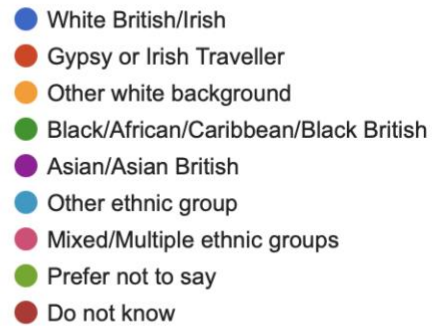 White British/Irish
Gypsy or Irish Traveller
Other white background
Black/African/Caribbean/Black British
Asian/Asian British
Other ethnic group
Mixed/Multiple ethnic groups
Prefer not to say
Do not know